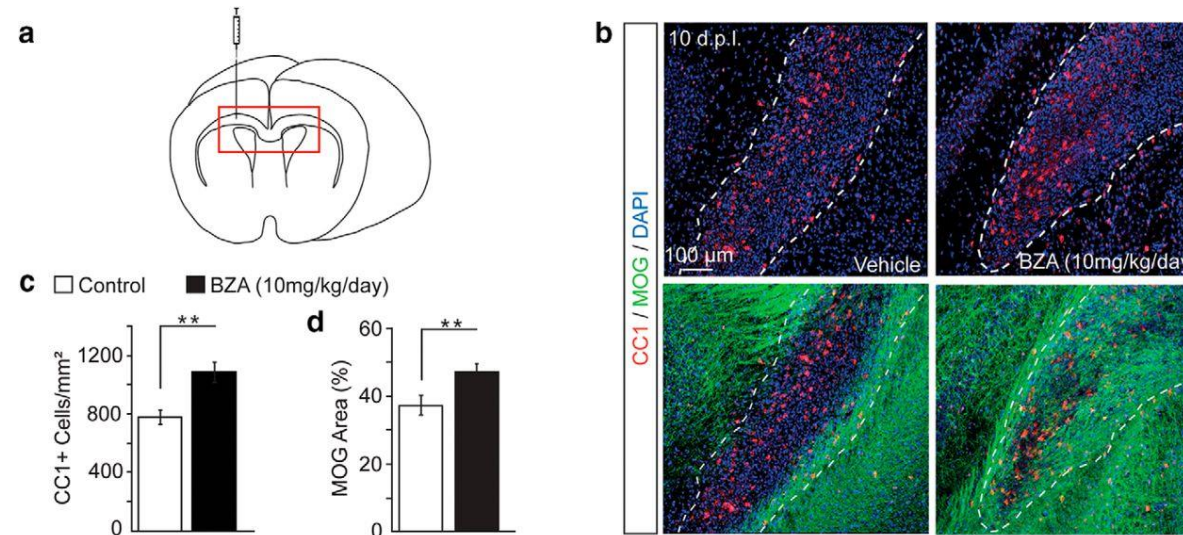 a
b
CC1 / MOG / DAPI
10 d.p.l.
100 µm
Vehicle
BZA (10mg/kg/day
c
Control
BZA (10mg/kg/day)
CC1+ Cells/mm²
1200
800
400
0
**
d
MOG Area (%)
60
40
20
0
**